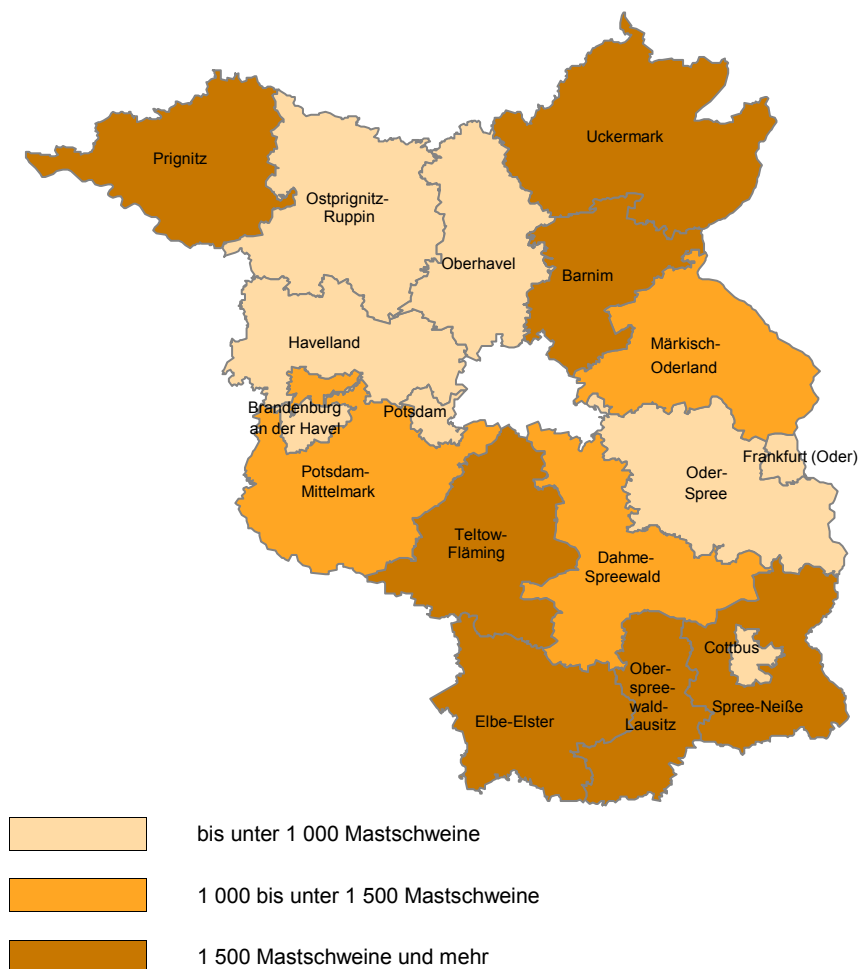 Uckermark
Prignitz
Ostprignitz-
Ruppin
Oberhavel
Barnim
Havelland
Märkisch-
Oderland
Brandenburg
an der Havel
Potsdam
Frankfurt (Oder)
Potsdam-
Mittelmark
Oder-
Spree
Teltow-
Fläming
Dahme-
Spreewald
Cottbus
Ober-
spree-
wald-
Lausitz
Spree-Neiße
Elbe-Elster
bis unter 1 000 Mastschweine
1 000 bis unter 1 500 Mastschweine
1 500 Mastschweine und mehr